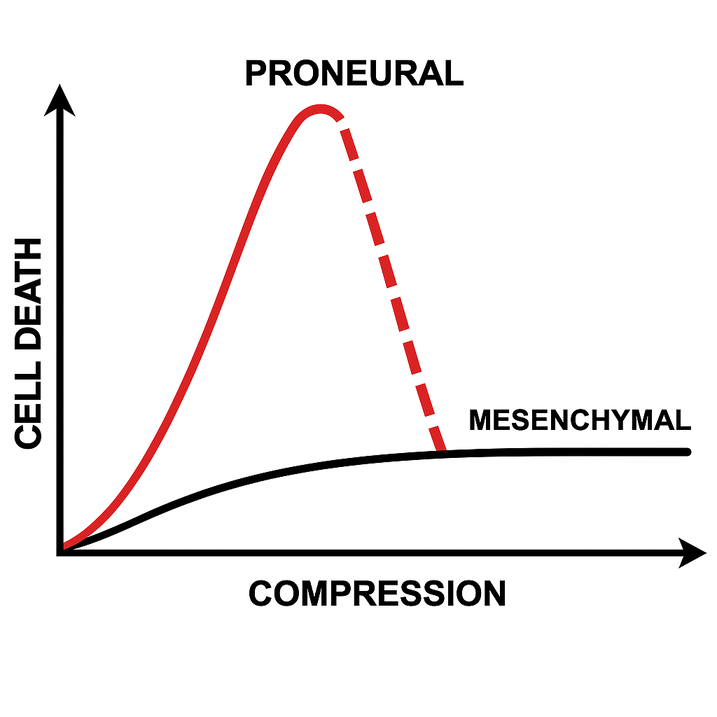 PRONEURAL
CELL DEATH
MESENCHYMAL
COMPRESSION